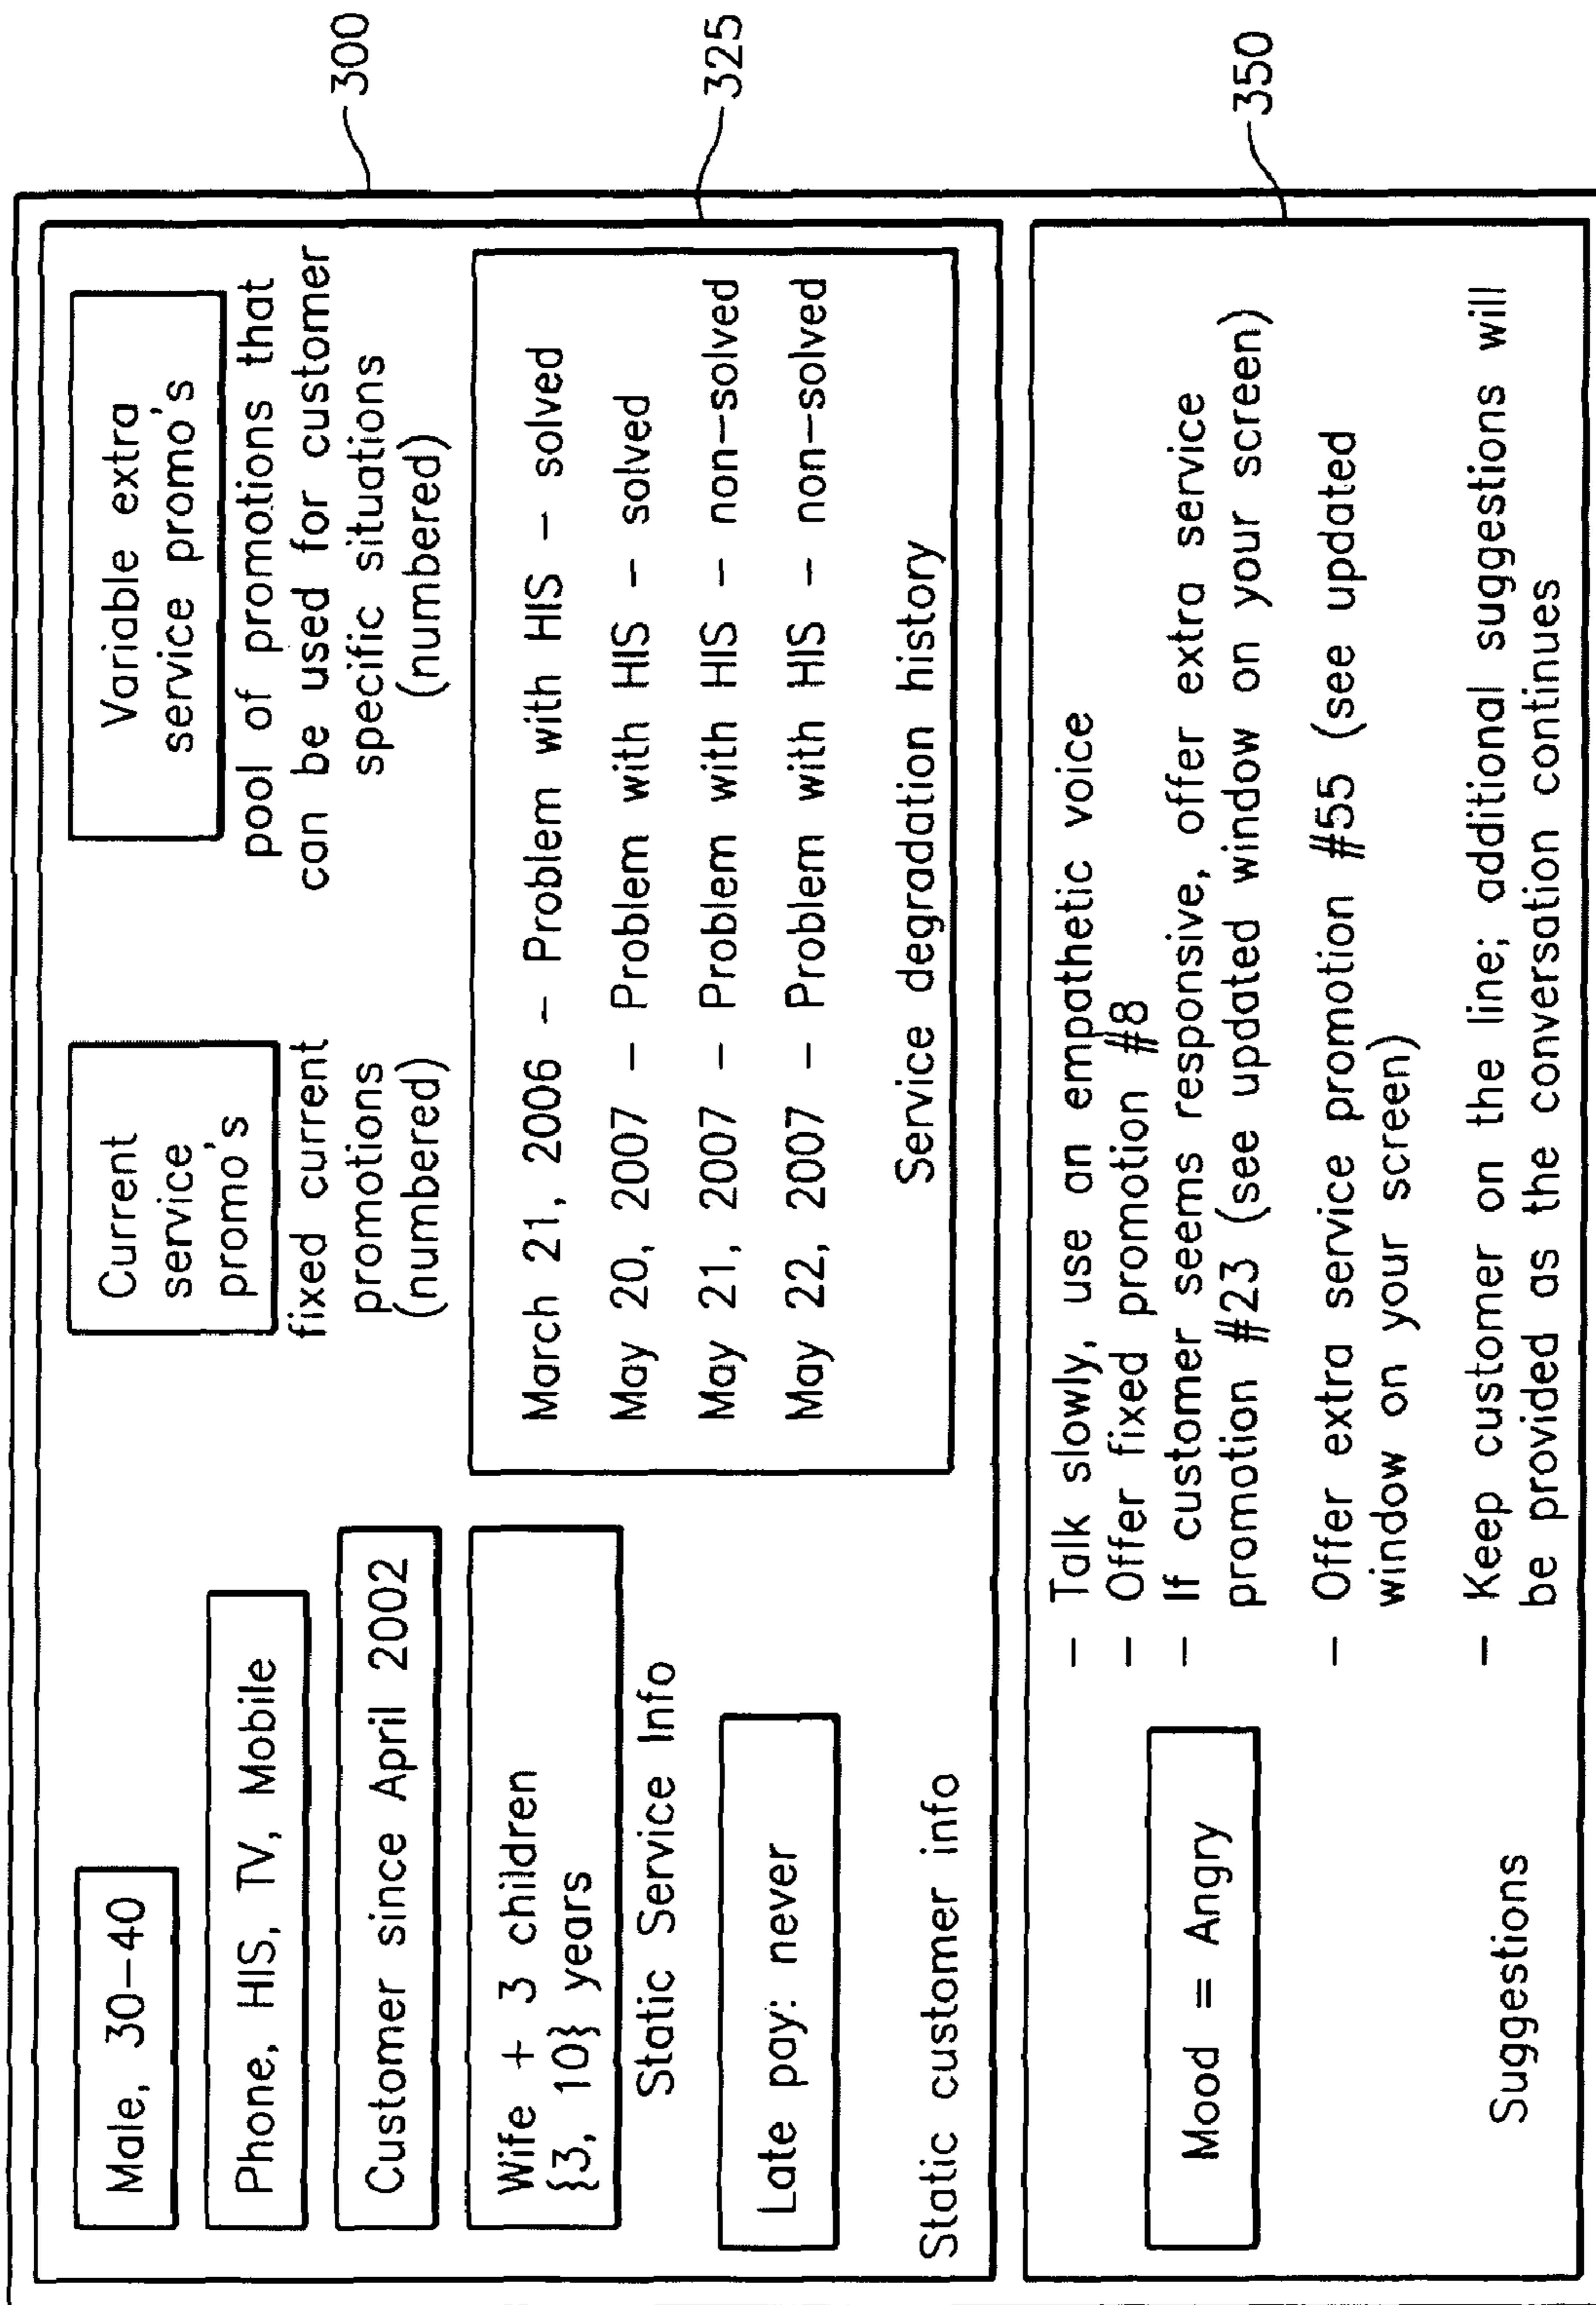 Male, 30-40
Phone, HIS, TV, Mobile
Customer since April 2002
Wife + 3 children
{3, 10} years
Static Service Info
Late pay: never
Static customer info
Current
service
promo's
fixed current
promotions
(numbered)
Variable extra
service promo's
pool of promotions that
can be used for customer
specific situations
(numbered)
March 21, 2006 - Problem with HIS - solved
May 20, 2007 - Problem with HIS - solved
May 21, 2007 - Problem with HIS - non-solved
May 22, 2007 - Problem with HIS - non-solved
Service degradation history
300
325
Mood = Angry
Suggestions
- Talk slowly, use an empathetic voice
- Offer fixed promotion #8
- If customer seems responsive, offer extra service
promotion #23 (see updated window on your screen)
- Offer extra service promotion #55 (see updated
window on your screen)
- Keep customer on the line; additional suggestions will
be provided as the conversation continues
350